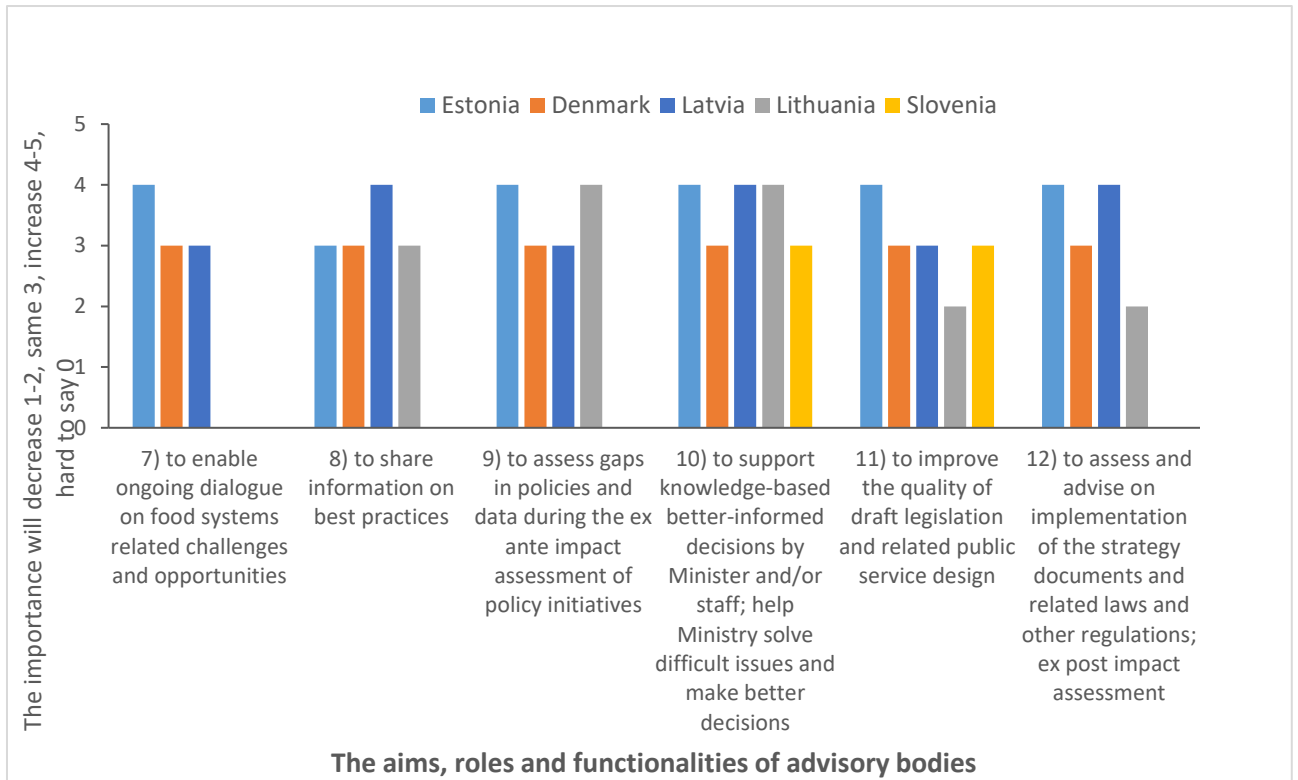 Estonia Denmark Latvia Lithuania Slovenia
The importance will decrease 1-2, same 3, increase 4-5,
hard to say 0
5
4
3
2
1
0
7) to enable
ongoing dialogue
on food systems
related challenges
and opportunities
8) to share
information on
best practices
9) to assess gaps
in policies and
data during the ex
ante impact
assessment of
policy initiatives
10) to support
knowledge-based
better-informed
decisions by
Minister and/or
staff; help
Ministry solve
difficult issues and
make better
decisions
11) to improve
the quality of
draft legislation
and related public
service design
12) to assess and
advise on
implementation
of the strategy
documents and
related laws and
other regulations;
ex post impact
assessment
The aims, roles and functionalities of advisory bodies